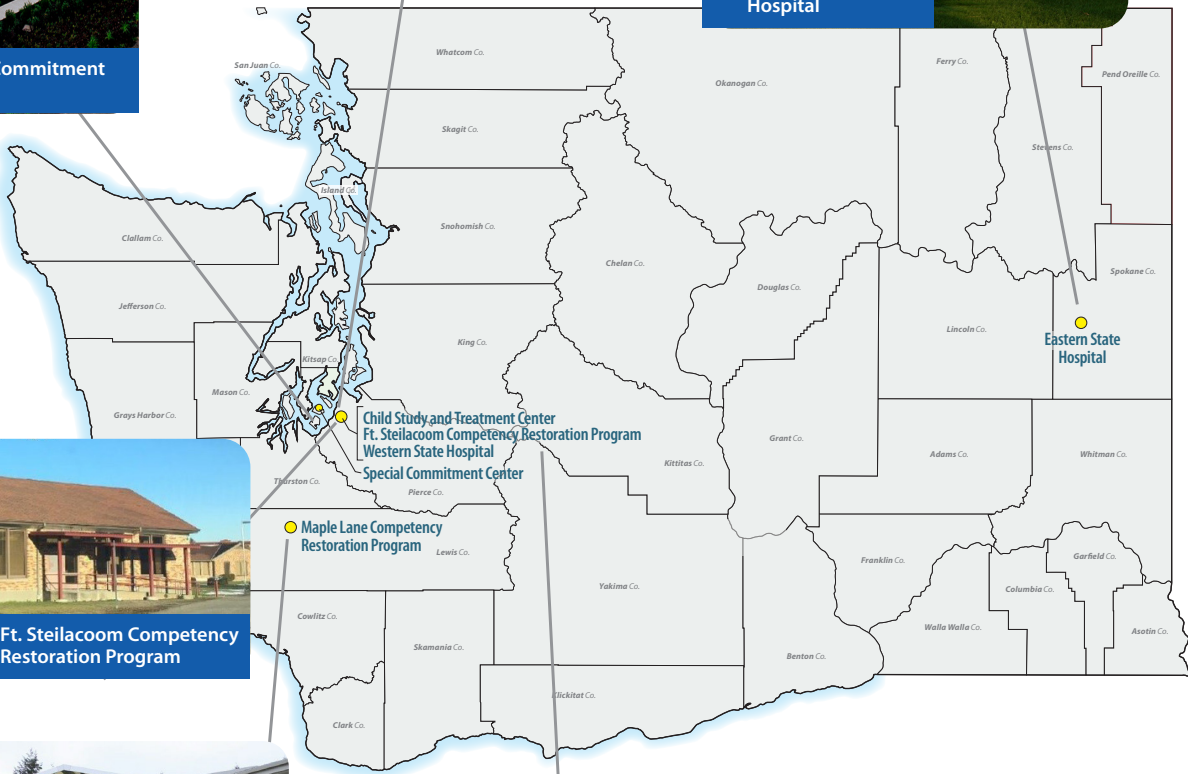 Hospital
Commitment
San Juan Co.
Whatcom Co.
Okanogan Co.
Ferry Co.
Pend Oreille Co.
Skagit Co.
Stevens Co.
Island Co.
Snohomish Co.
Clallam Co.
Chelan Co.
Spokane Co.
Douglas Co.
Jefferson Co.
Lincoln Co.
King Co.
Eastern State
Hospital
Kitsap Co.
Mason Co.
Grays Harbor Co.
Child Study and Treatment Center
Ft. Steilacoom Competency Restoration Program
Western State Hospital
Special Commitment Center
Grant Co.
Adams Co.
Whitman Co.
Kittitas Co.
Thurston Co.
Pierce Co.
Maple Lane Competency
Restoration Program
Lewis Co.
Franklin Co.
Garfield Co.
Yakima Co.
Columbia Co.
Cowlitz Co.
Walla Walla Co.
Asotin Co.
Ft. Steilacoom Competency
Restoration Program
Skamania Co.
Benton Co.
Klickitat Co.
Clark Co.